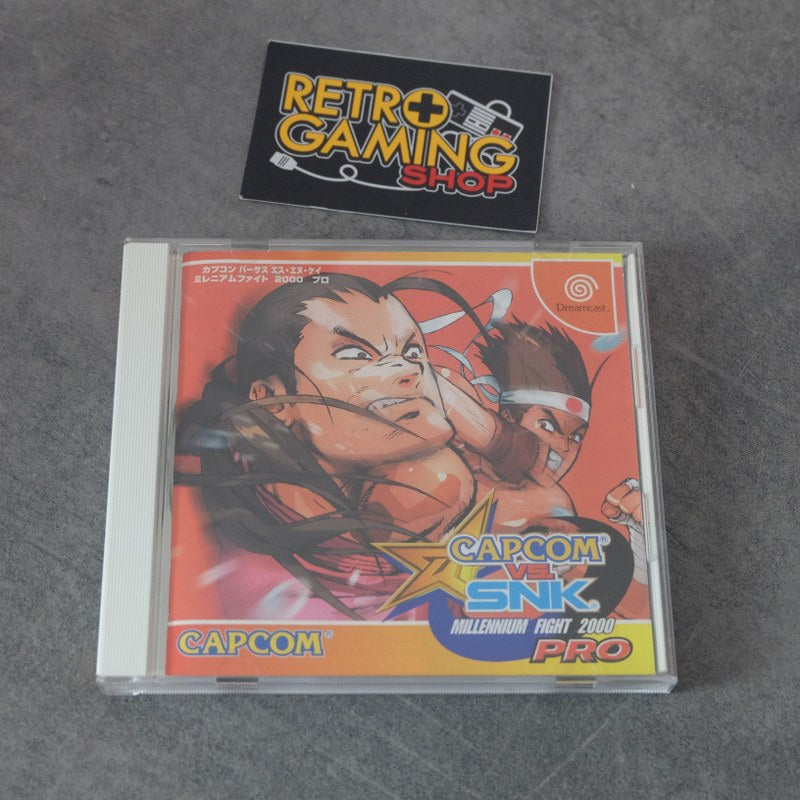 RETRO
GAMING
SHOP
カプコン バーサス エス・エヌ・ケイ
ミレニアムファイト 2000 プロ
Dreamcast
CAPCOM®
VS.
SNK®
MILLENNIUM FIGHT 2000
PRO
CAPCOM®